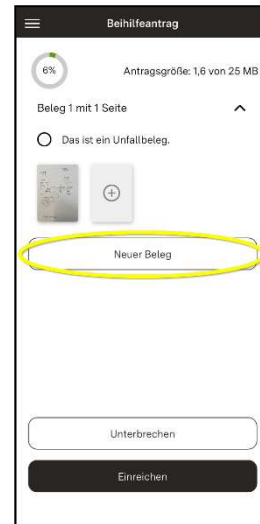 Beihilfeantrag
6%
Antragsgröße: 1,6 von 25 MB
Beleg 1 mit 1 Seite
Das ist ein Unfallbeleg.
Neuer Beleg
Unterbrechen
Einreichen